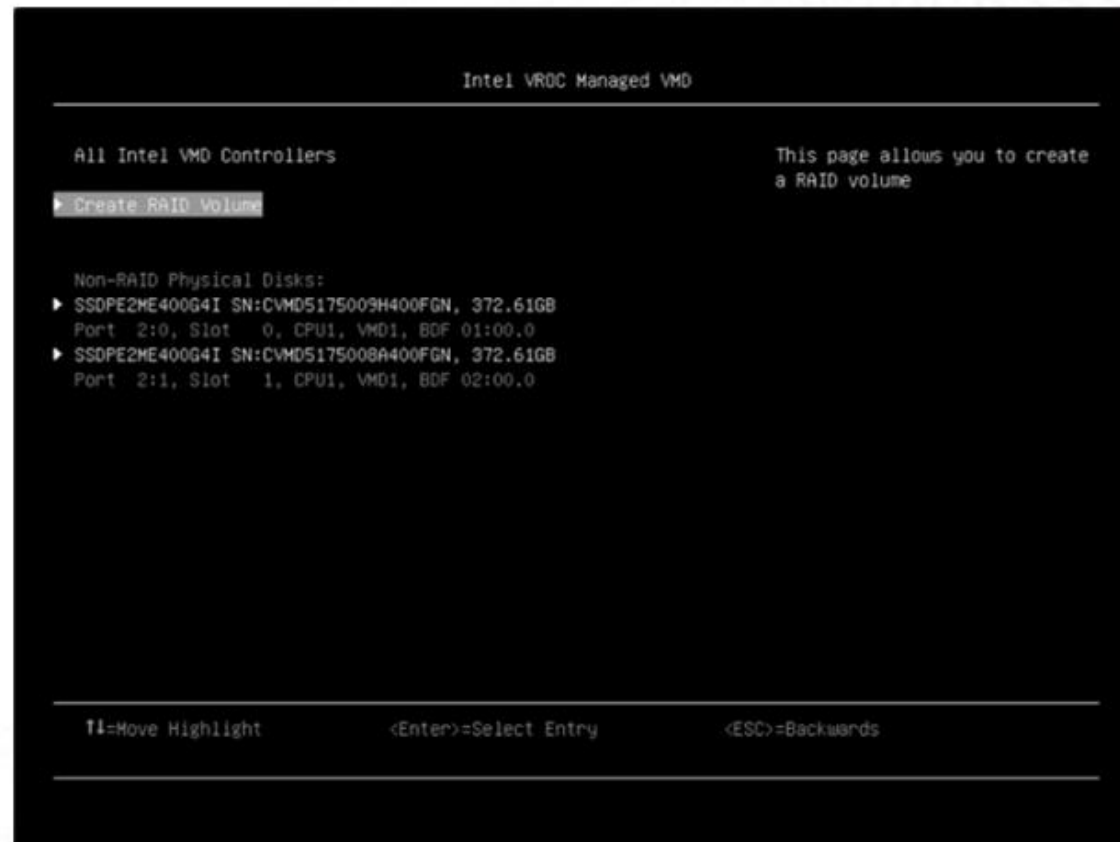 Intel VROC Managed VMD
All Intel VMD Controllers
This page allows you to create
a RAID volume
▶ Create RAID Volume
Non-RAID Physical Disks:
▶ SSDPE2ME400G4I SN:CVMD5175009H400FGN, 372.61GB
Port 2:0, Slot 0, CPU1, VMD1, BDF 01:00.0
▶ SSDPE2ME400G4I SN:CVMD5175008A400FGN, 372.61GB
Port 2:1, Slot 1, CPU1, VMD1, BDF 02:00.0
↑↓=Move Highlight <Enter>=Select Entry <ESC>=Backwards